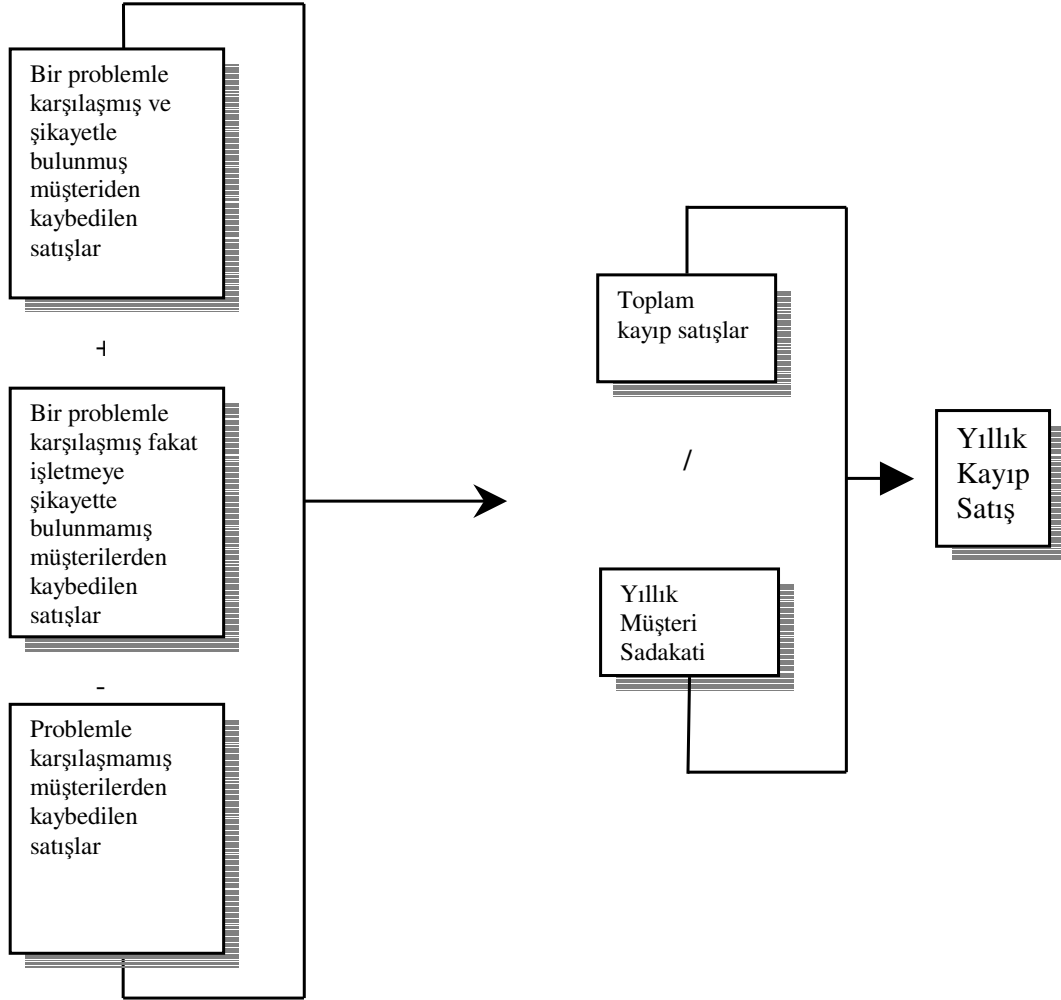 Bir problemle
karşılaşmış ve
şikayetle
bulunmuş
müşteriden
kaybedilen
satışlar
+
Bir problemle
karşılaşmış fakat
işletmeye
şikayette
bulunmamış
müşterilerden
kaybedilen
satışlar
-
Problemle
karşılaşmamış
müşterilerden
kaybedilen
satışlar
Toplam
kayıp satışlar
/
Yıllık
Müşteri
Sadakati
Yıllık
Kayıp
Satış